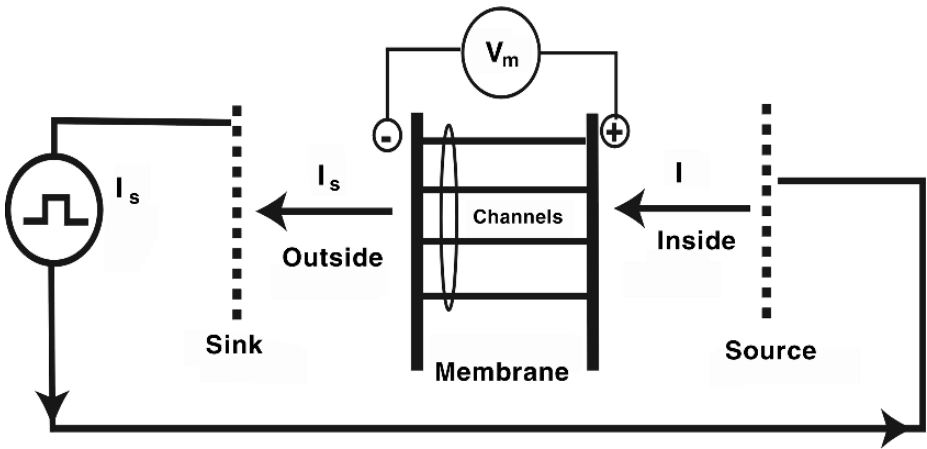 Vm
-
+
Is
Is
I
Channels
Outside
Inside
Sink
Source
Membrane